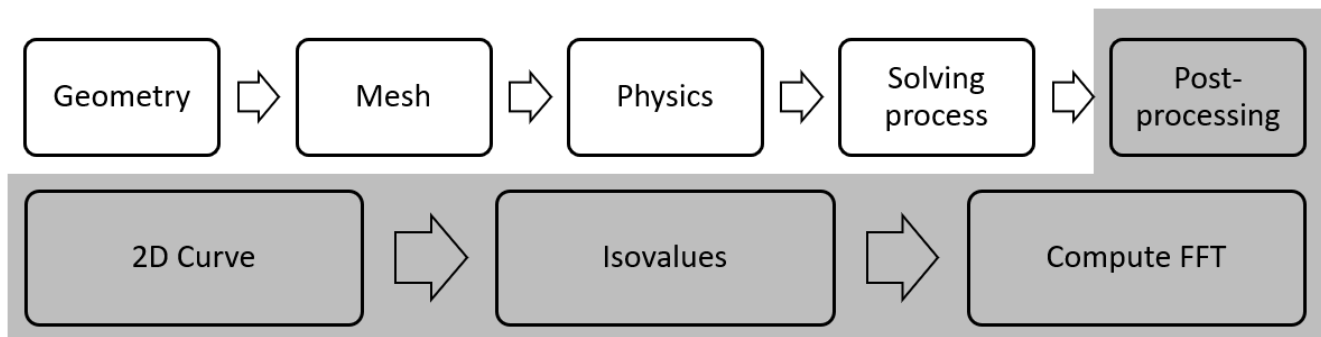 Geometry
Mesh
Physics
Solving
process
Post-
processing
2D Curve
Isovalues
Compute FFT